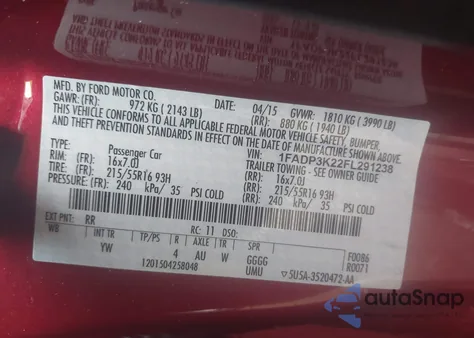 MFD. BY FORD MOTOR CO.
DATE: 04/15 GVWR: 1810 KG (3990 LB)
GAWR: (FR): 972 KG (2143 LB) (RR): 880 KG (1940 LB)
THIS VEHICLE CONFORMS TO ALL APPLICABLE FEDERAL MOTOR VEHICLE SAFETY, BUMPER,
AND THEFT PREVENTION STANDARDS IN EFFECT ON THE DATE OF MANUFACTURE SHOWN ABOVE.
VIN: 1FADP3K22FL291238
TYPE: Passenger Car TRAILER TOWING – SEE OWNER GUIDE
RIM: 16x7.0J 16x7.0J
TIRES: 215/55R16 93H 215/55R16 93H
PRESSURE (FR): 240 kPa/ 35 PSI COLD (RR): 240 kPa/ 35 PSI COLD
EXT PNT: RR RC: 11 DSO: F0086
WB INT TR TP/PS R AXLE TR SPR R0071
YW 4 AU W GGGG
1201504258048 UMU 5USA-3520472-AA
autoSnap